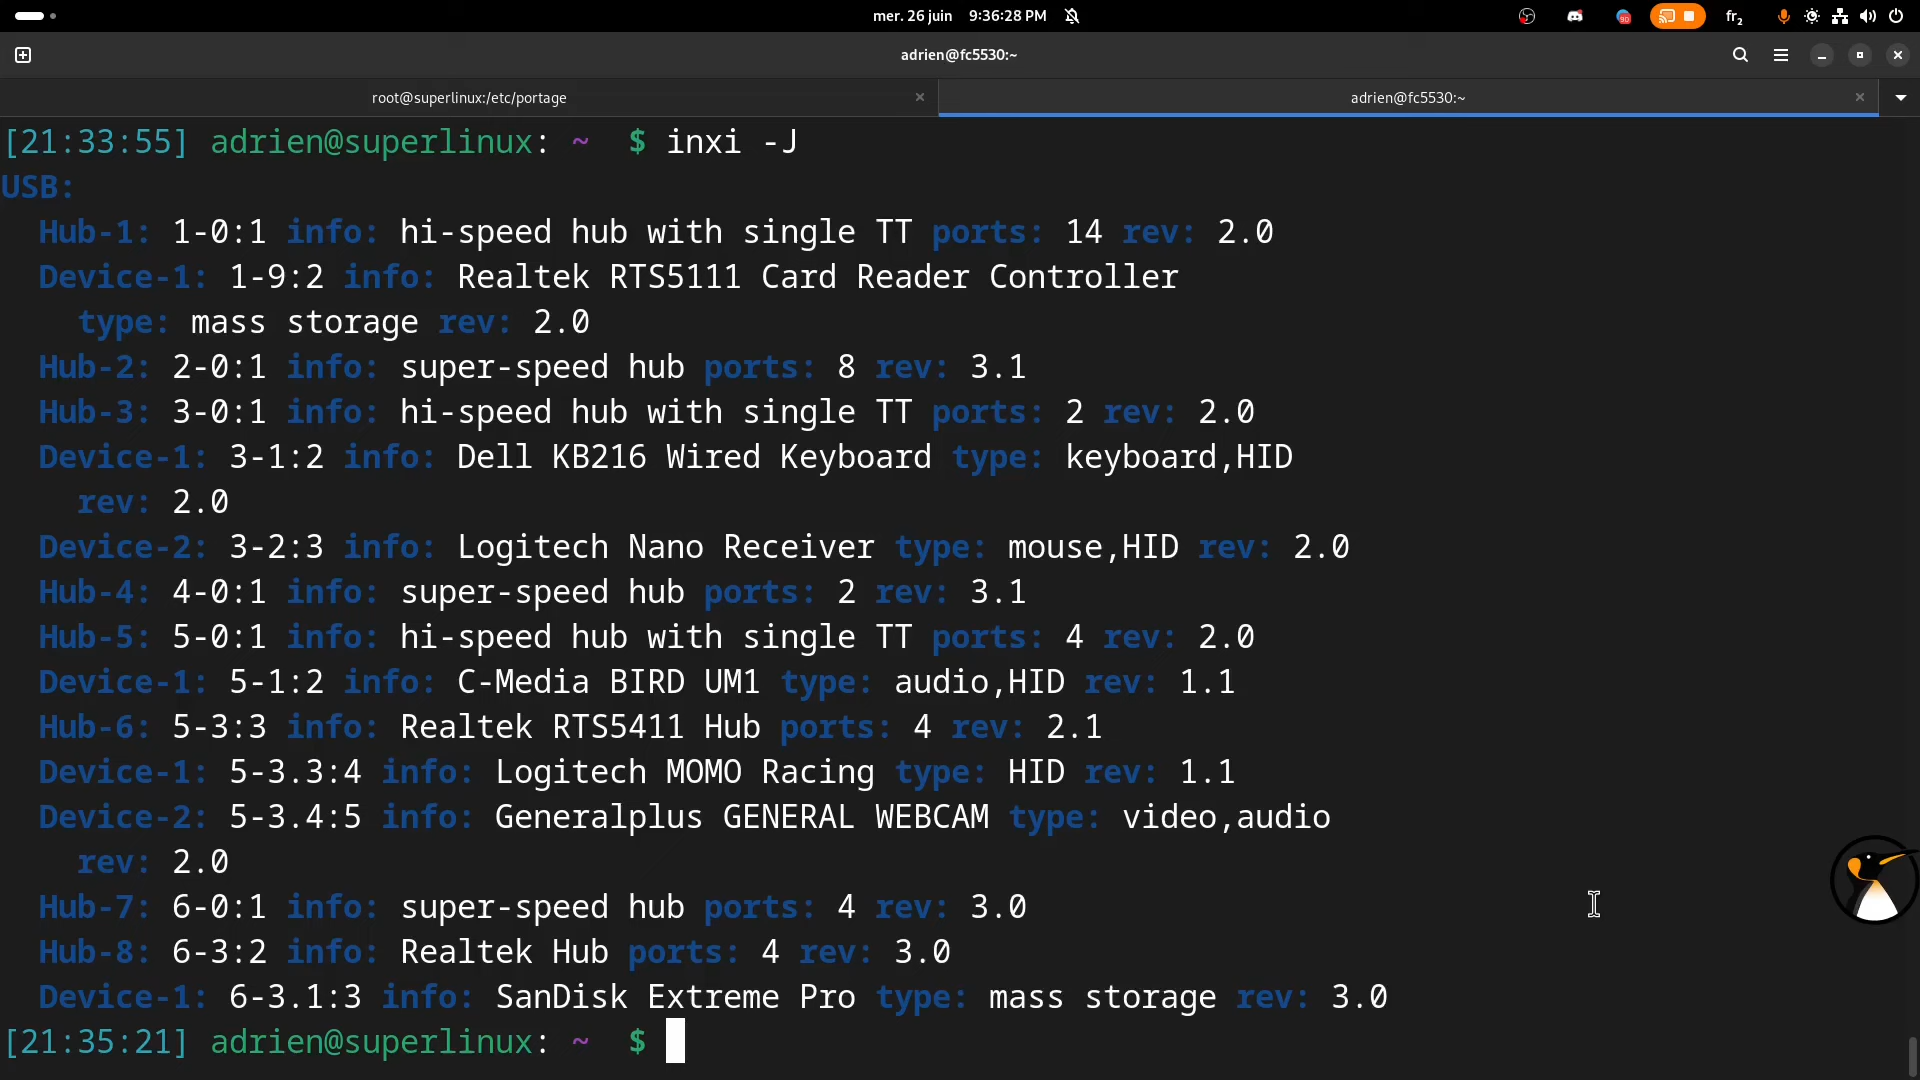 mer. 26 juin 9:36:28 PM
90
fr2
adrien@fc5530:~
root@superlinux:/etc/portage
adrien@fc5530:~
[21:33:55] adrien@superlinux: ~ $ inxi -J
USB:
Hub-1: 1-0:1 info: hi-speed hub with single TT ports: 14 rev: 2.0
Device-1: 1-9:2 info: Realtek RTS5111 Card Reader Controller
type: mass storage rev: 2.0
Hub-2: 2-0:1 info: super-speed hub ports: 8 rev: 3.1
Hub-3: 3-0:1 info: hi-speed hub with single TT ports: 2 rev: 2.0
Device-1: 3-1:2 info: Dell KB216 Wired Keyboard type: keyboard,HID
rev: 2.0
Device-2: 3-2:3 info: Logitech Nano Receiver type: mouse,HID rev: 2.0
Hub-4: 4-0:1 info: super-speed hub ports: 2 rev: 3.1
Hub-5: 5-0:1 info: hi-speed hub with single TT ports: 4 rev: 2.0
Device-1: 5-1:2 info: C-Media BIRD UM1 type: audio,HID rev: 1.1
Hub-6: 5-3:3 info: Realtek RTS5411 Hub ports: 4 rev: 2.1
Device-1: 5-3.3:4 info: Logitech MOMO Racing type: HID rev: 1.1
Device-2: 5-3.4:5 info: Generalplus GENERAL WEBCAM type: video,audio
rev: 2.0
Hub-7: 6-0:1 info: super-speed hub ports: 4 rev: 3.0
Hub-8: 6-3:2 info: Realtek Hub ports: 4 rev: 3.0
Device-1: 6-3.1:3 info: SanDisk Extreme Pro type: mass storage rev: 3.0
[21:35:21] adrien@superlinux: ~ $